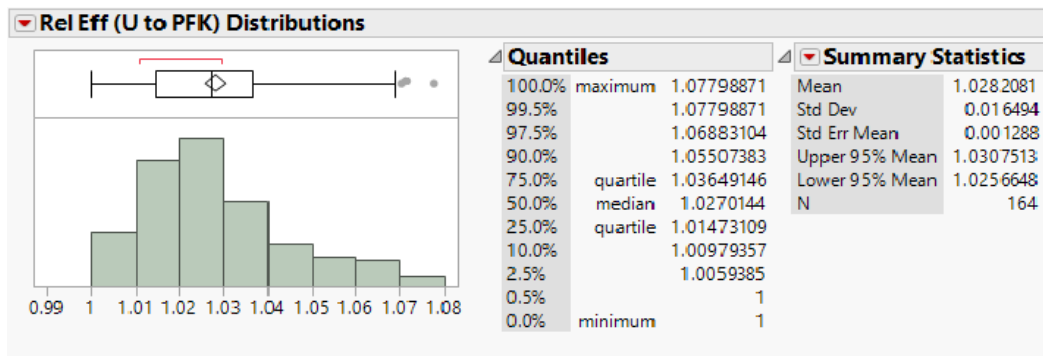 Rel Eff (U to PFK) Distributions
0.99 1 1.01 1.02 1.03 1.04 1.05 1.06 1.07 1.08
Quantiles
100.0% maximum 1.07798871
99.5% 1.07798871
97.5% 1.06883104
90.0% 1.05507383
75.0% quartile 1.03649146
50.0% median 1.0270144
25.0% quartile 1.01473109
10.0% 1.00979357
2.5% 1.0059385
0.5% 1
0.0% minimum 1
Summary Statistics
Mean 1.0282081
Std Dev 0.016494
Std Err Mean 0.001288
Upper 95% Mean 1.0307513
Lower 95% Mean 1.0256648
N 164